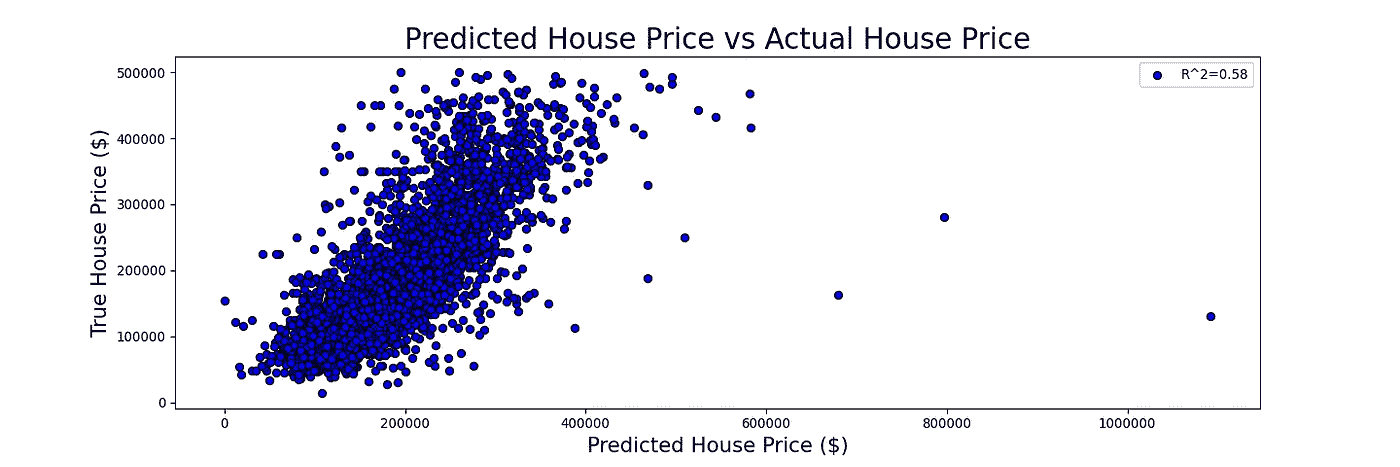 Predicted House Price vs Actual House Price
R^2=0.58
True House Price ($)
500000
400000
300000
200000
100000
0
0 200000 400000 600000 800000 1000000
Predicted House Price ($)